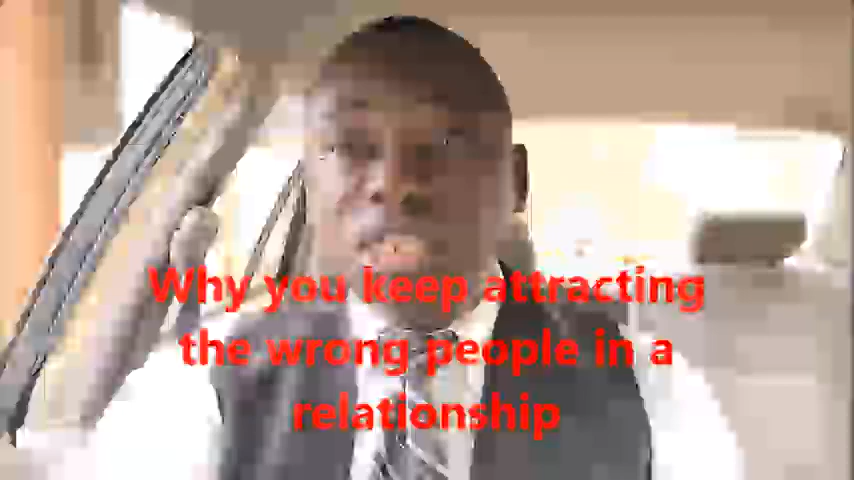 Why you keep attracting
the wrong people in a
relationship